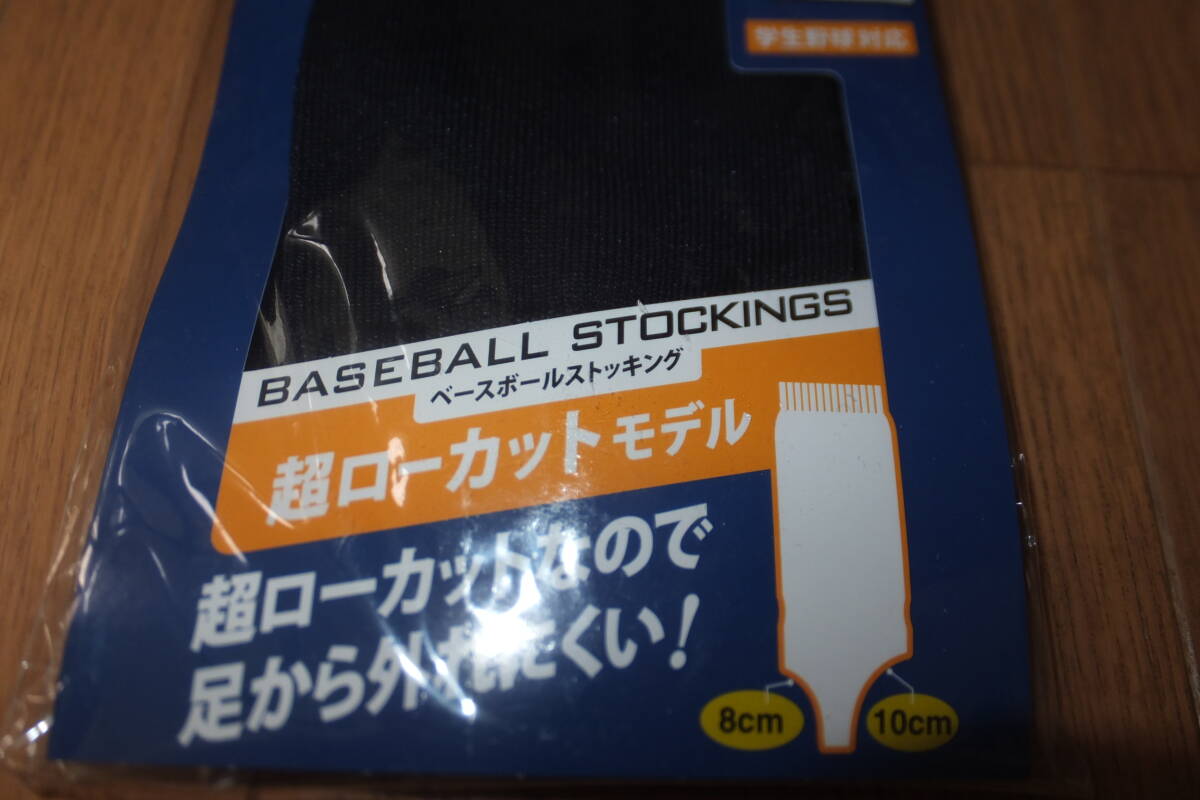 学生野球対応
BASEBALL STOCKINGS
ベースボールストッキング
超ローカットモデル
超ローカットなので
足から外れにくい!
8cm
10cm